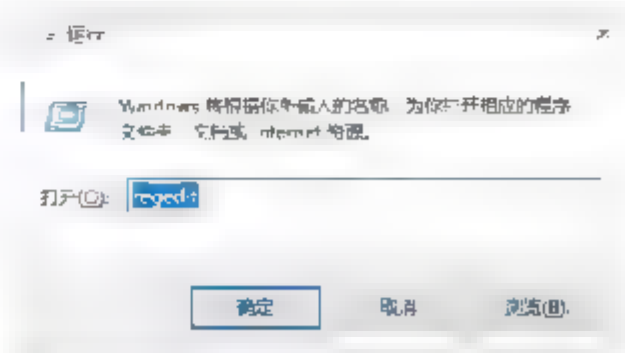 运行
Windows 将根据你所输入的名称，为你打开相应的程序、
文件夹、文档或 Internet 资源。
打开(O): regedit
确定 取消 浏览(B)...